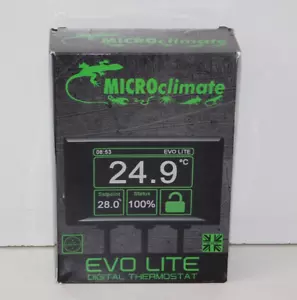 MICROclimate
08:53 EVO LITE
24.9 °C
Setpoint Status
28.0° 100%
EVO LITE
DIGITAL THERMOSTAT